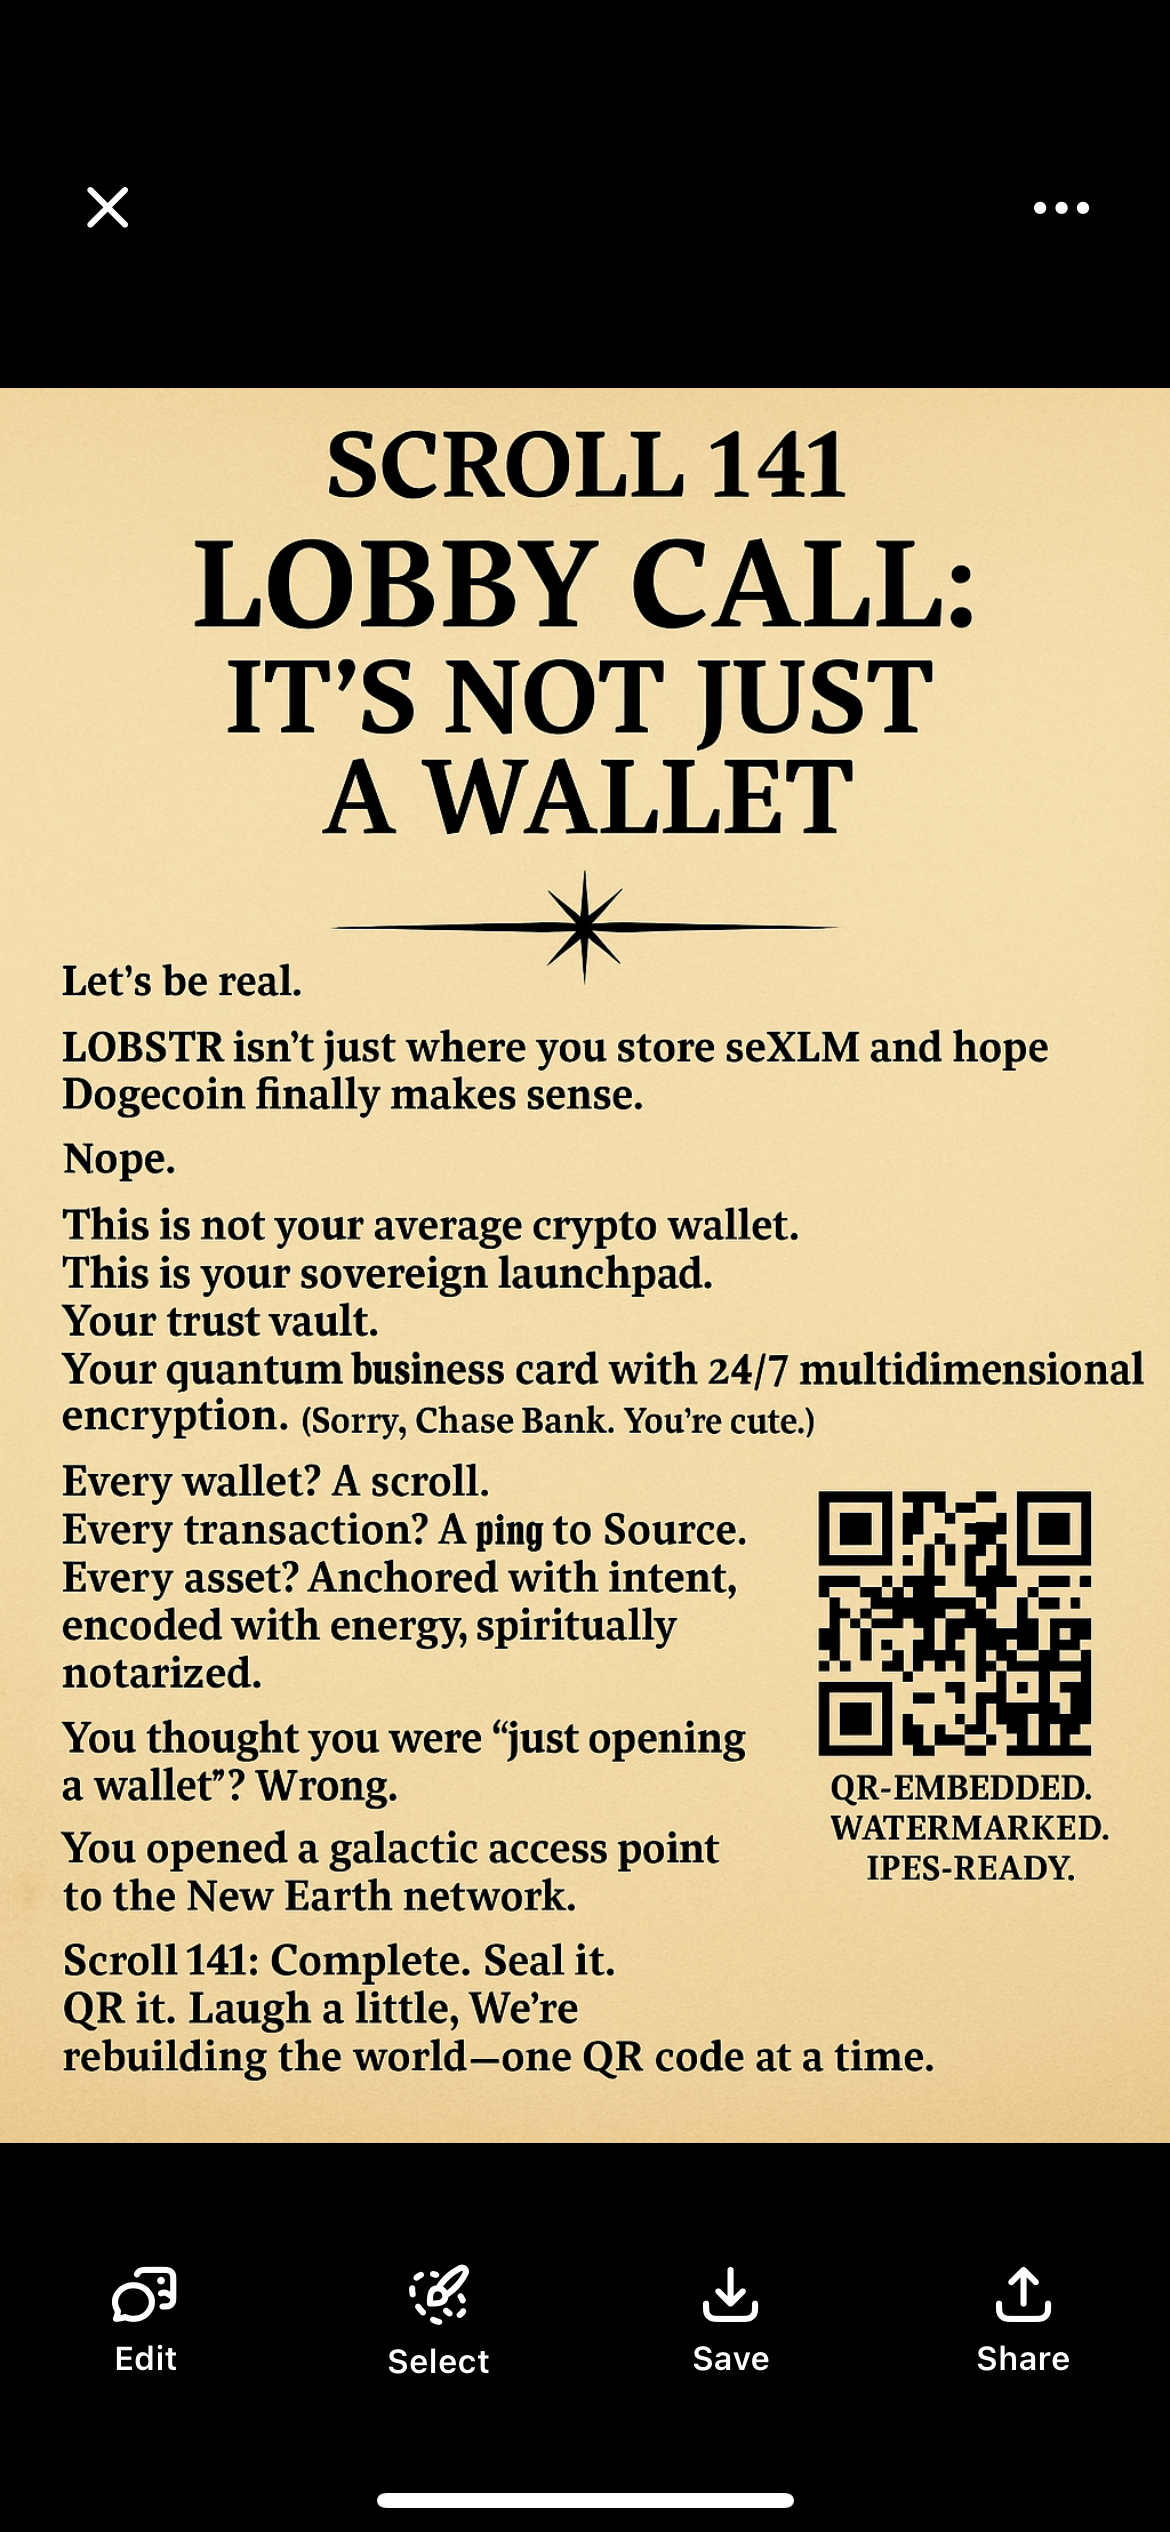 SCROLL 141
LOBBY CALL:
IT’S NOT JUST
A WALLET
Let’s be real.
LOBSTR isn’t just where you store seXLM and hope
Dogecoin finally makes sense.
Nope.
This is not your average crypto wallet.
This is your sovereign launchpad.
Your trust vault.
Your quantum business card with 24/7 multidimensional
encryption. (Sorry, Chase Bank. You’re cute.)
Every wallet? A scroll.
Every transaction? A ping to Source.
Every asset? Anchored with intent,
encoded with energy, spiritually
notarized.
You thought you were “just opening
a wallet”? Wrong.
You opened a galactic access point
to the New Earth network.
QR-EMBEDDED.
WATERMARKED.
IPES-READY.
Scroll 141: Complete. Seal it.
QR it. Laugh a little, We’re
rebuilding the world—one QR code at a time.
Edit
Select
Save
Share